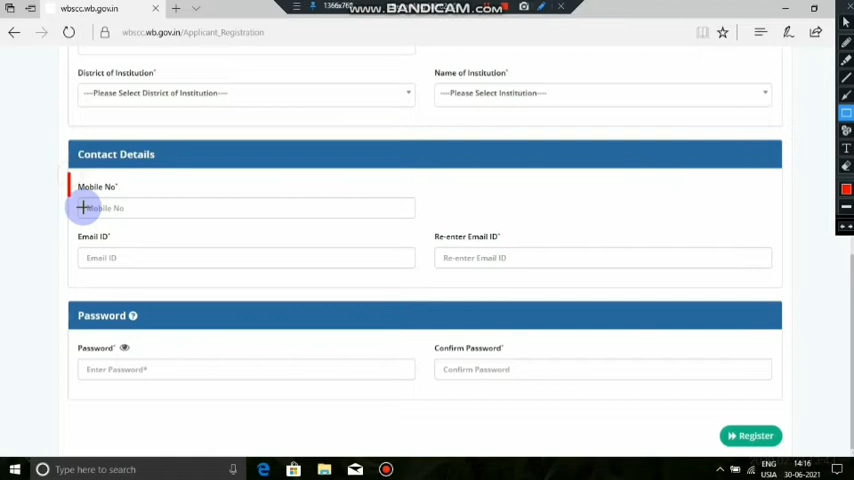 wbscc.wb.gov.in
1366x768
www.BANDICAM.com
wbscc.wb.gov.in/Applicant_Registration
District of Institution*
Name of Institution*
----Please Select District of Institution----
----Please Select Institution----
Contact Details
Mobile No*
Mobile No
Email ID*
Re-enter Email ID*
Email ID
Re-enter Email ID
Password
Password*
Confirm Password*
Enter Password*
Confirm Password
Register
Type here to search
ENG
USIA
14:16
30-06-2021